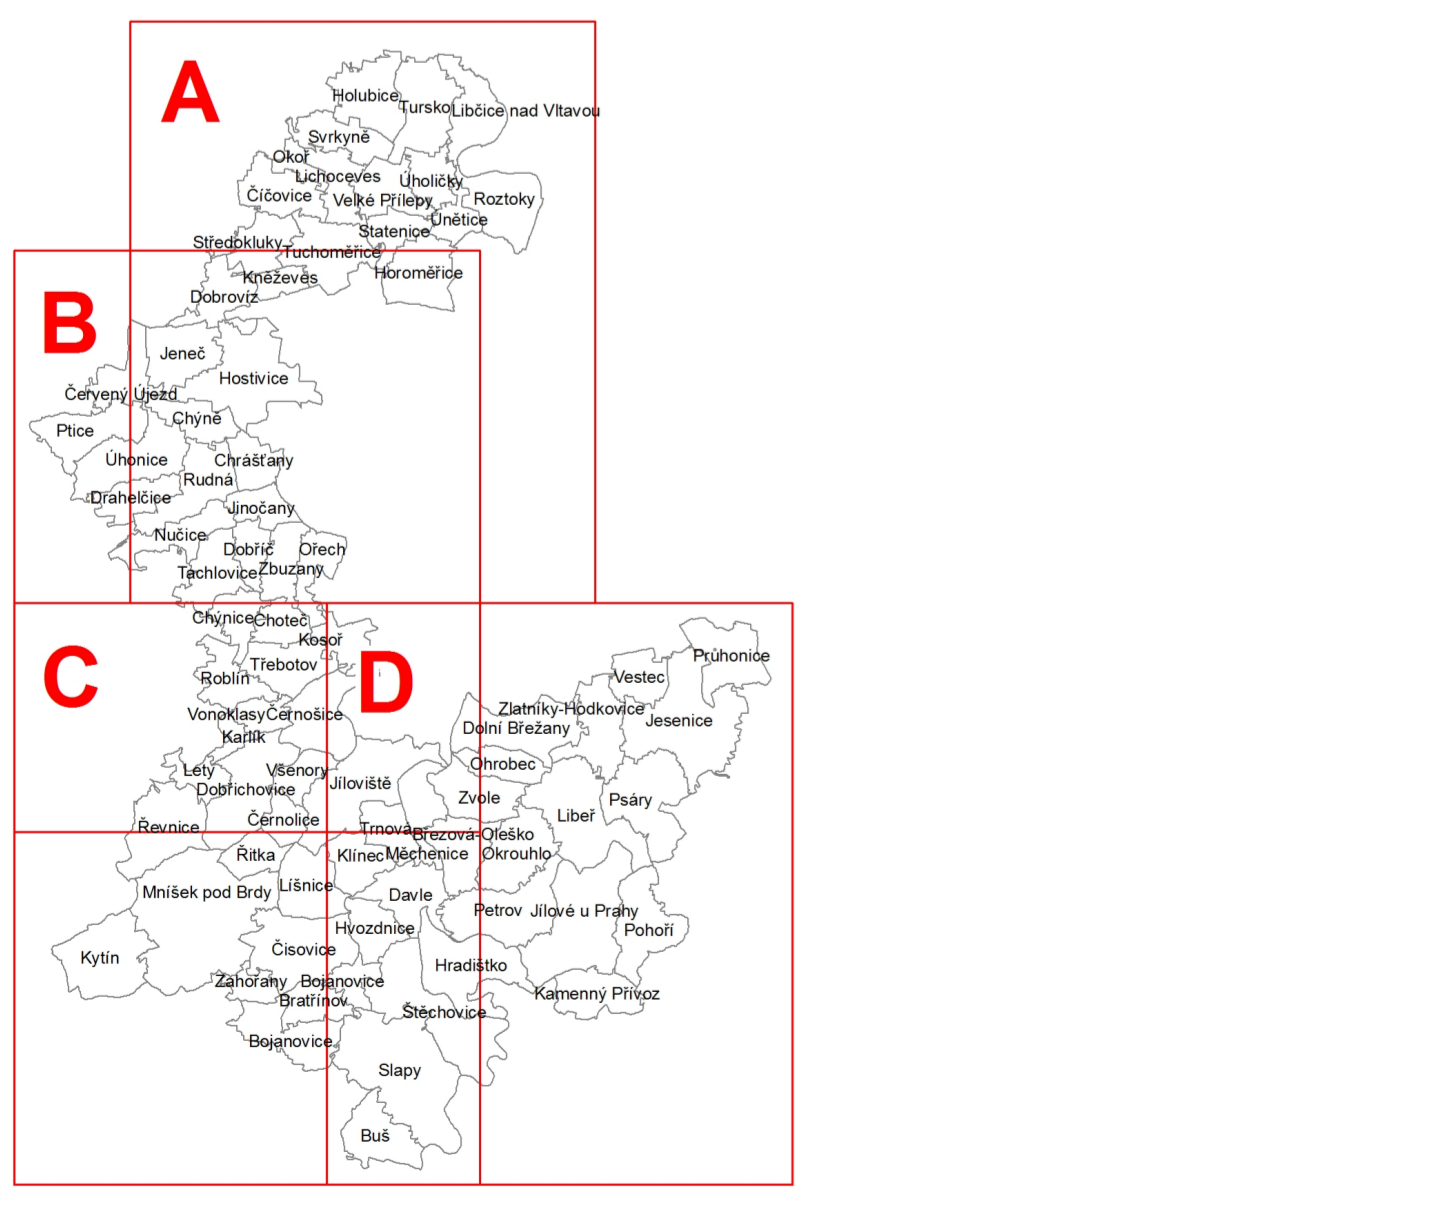 A
Holubice
Tursko
Libčice nad Vltavou
Svrkyně
Okoř
Lichoceves
Úholičky
Číčovice
Velké Přílepy
Roztoky
Únětice
Statenice
Středokluky
Tuchoměřice
Horoměřice
Kněževes
Dobrovíz
B
Jeneč
Hostivice
Červený Újezd
Chýně
Ptice
Úhonice
Chrášťany
Rudná
Drahelčice
Jinočany
Nučice
Dobříč
Ořech
Tachlovice
Zbuzany
Chýnice
Choteč
Kosoř
C
D
Třebotov
Roblín
Průhonice
Vestec
Vonoklasy
Černošice
Zlatníky-Hodkovice
Jesenice
Dolní Břežany
Karlík
Ohrobec
Lety
Všenory
Jíloviště
Dobřichovice
Zvole
Psáry
Libeř
Černolice
Řevnice
Trnová
Březová-Oleško
Řitka
Klínec
Měchenice
Okrouhlo
Líšnice
Mníšek pod Brdy
Davle
Petrov
Jílové u Prahy
Hvozdnice
Pohoří
Čisovice
Kytín
Hradištko
Zahořany
Bojanovice
Kamenný Přívoz
Bratřínov
Štěchovice
Bojanovice
Slapy
Buš